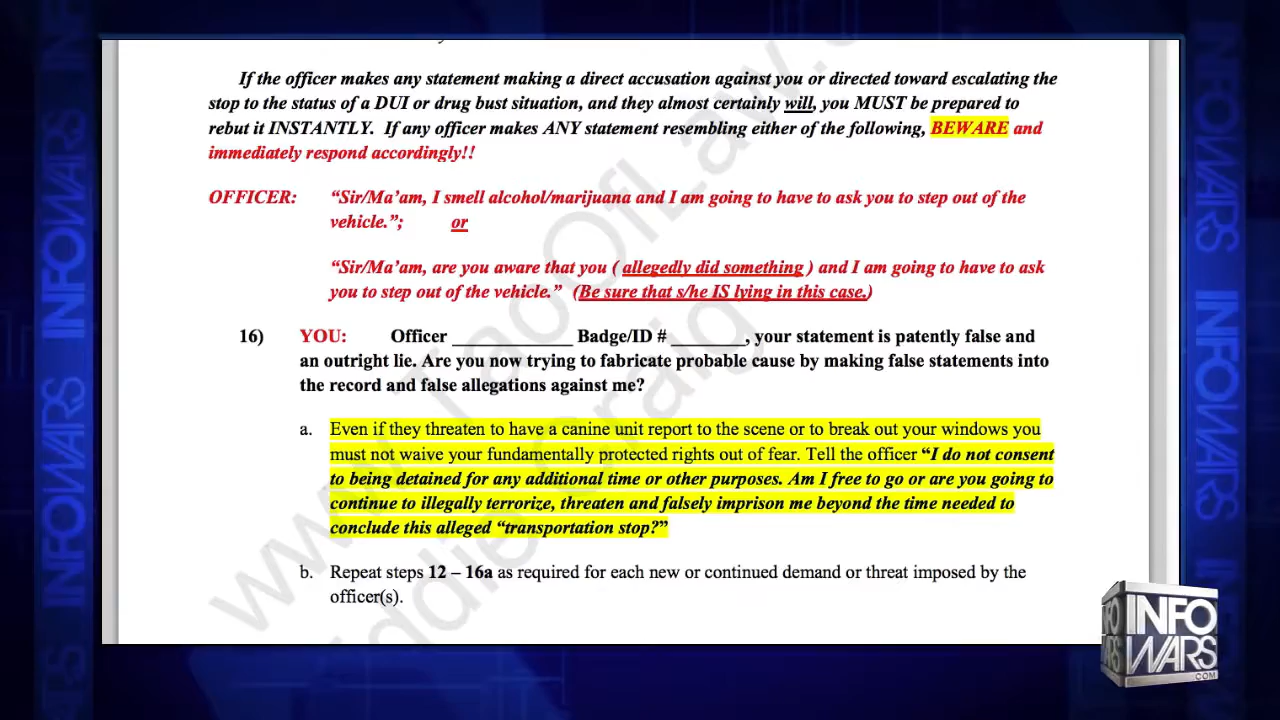 If the officer makes any statement making a direct accusation against you or directed toward escalating the
stop to the status of a DUI or drug bust situation, and they almost certainly will, you MUST be prepared to
rebut it INSTANTLY. If any officer makes ANY statement resembling either of the following, BEWARE and
immediately respond accordingly!!
OFFICER: “Sir/Ma’am, I smell alcohol/marijuana and I am going to have to ask you to step out of the
vehicle.”; or
“Sir/Ma’am, are you aware that you ( allegedly did something ) and I am going to have to ask
you to step out of the vehicle.” (Be sure that s/he IS lying in this case.)
16) YOU: Officer ____________ Badge/ID # ________, your statement is patently false and
an outright lie. Are you now trying to fabricate probable cause by making false statements into
the record and false allegations against me?
a. Even if they threaten to have a canine unit report to the scene or to break out your windows you
must not waive your fundamentally protected rights out of fear. Tell the officer “I do not consent
to being detained for any additional time or other purposes. Am I free to go or are you going to
continue to illegally terrorize, threaten and falsely imprison me beyond the time needed to
conclude this alleged “transportation stop?”
b. Repeat steps 12 – 16a as required for each new or continued demand or threat imposed by the
officer(s).
www.TaoOfLaw.
Eddie Craig
INFOWARS
INFOWARS
INFOWARS
INFOWARS
INFO
WARS
.COM